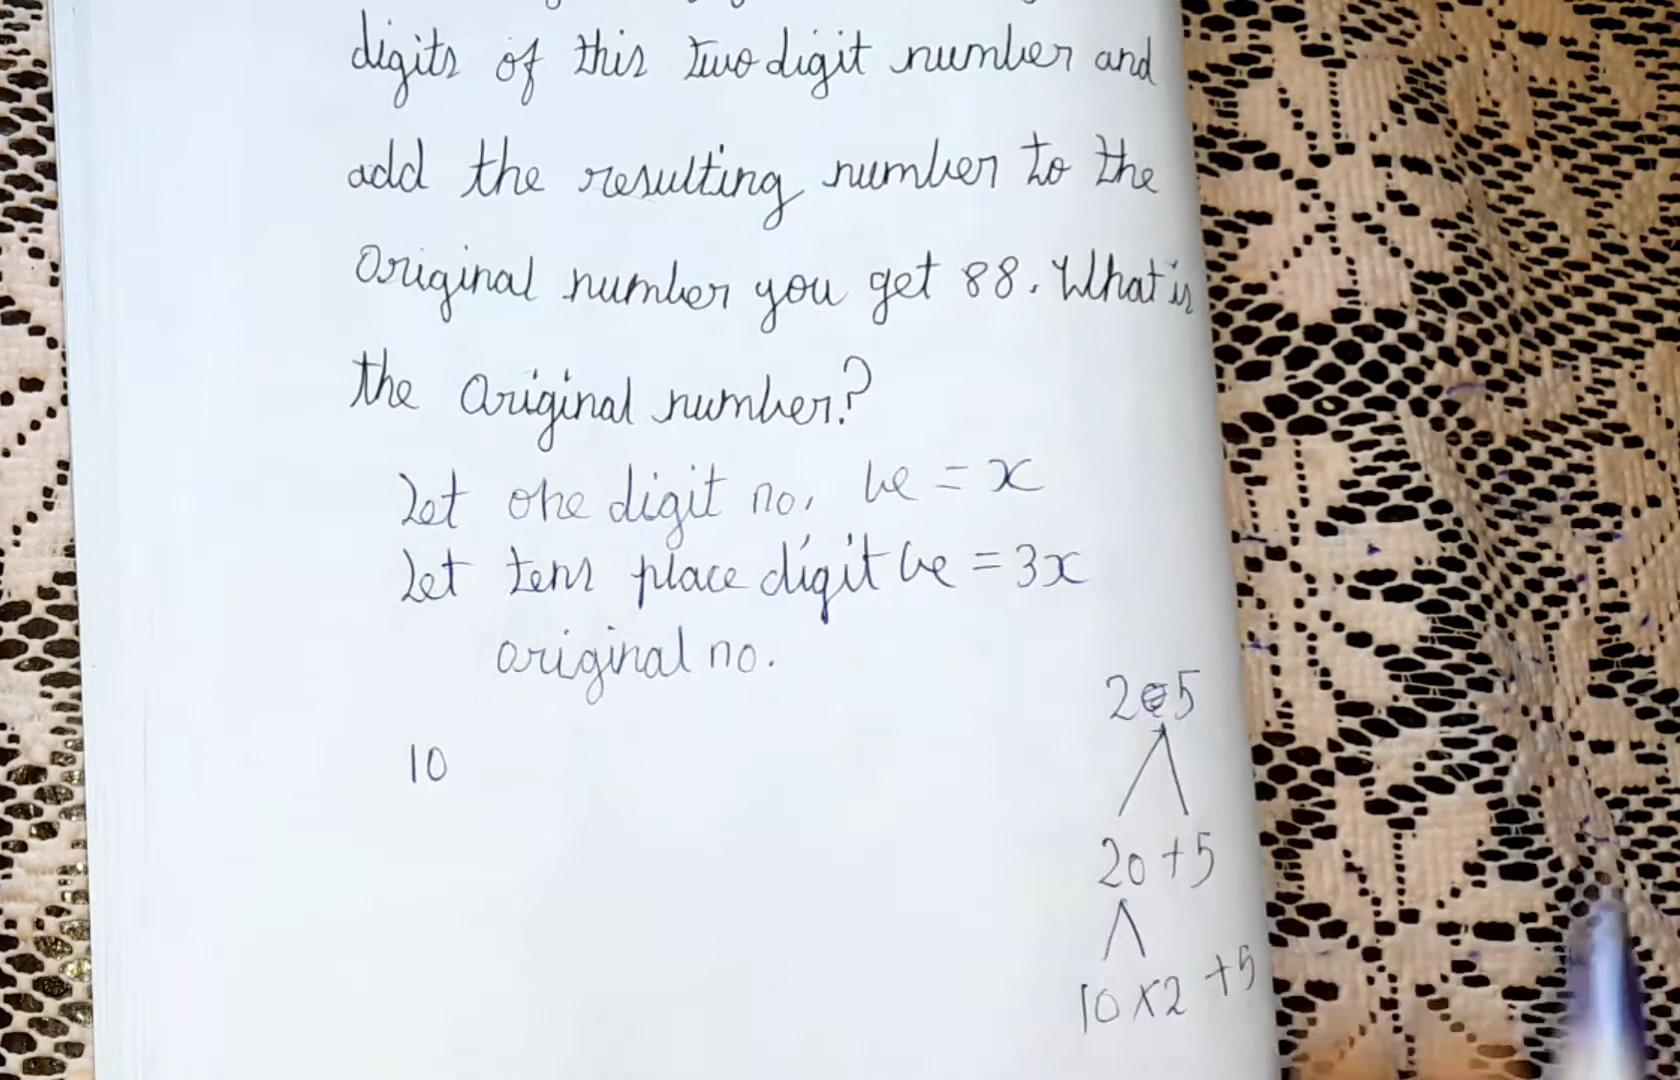 digits of this two digit number and
add the resulting number to the
original number you get 88. What is
the original number?
Let one digit no. be = x
Let tens place digit be = 3x
original no.
25
10
20 + 5
10 x 2 + 5